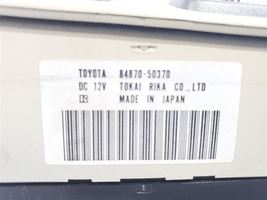 TOYOTA 84870-50370
DC 12V TOKAI RIKA CO.,LTD
MADE IN JAPAN